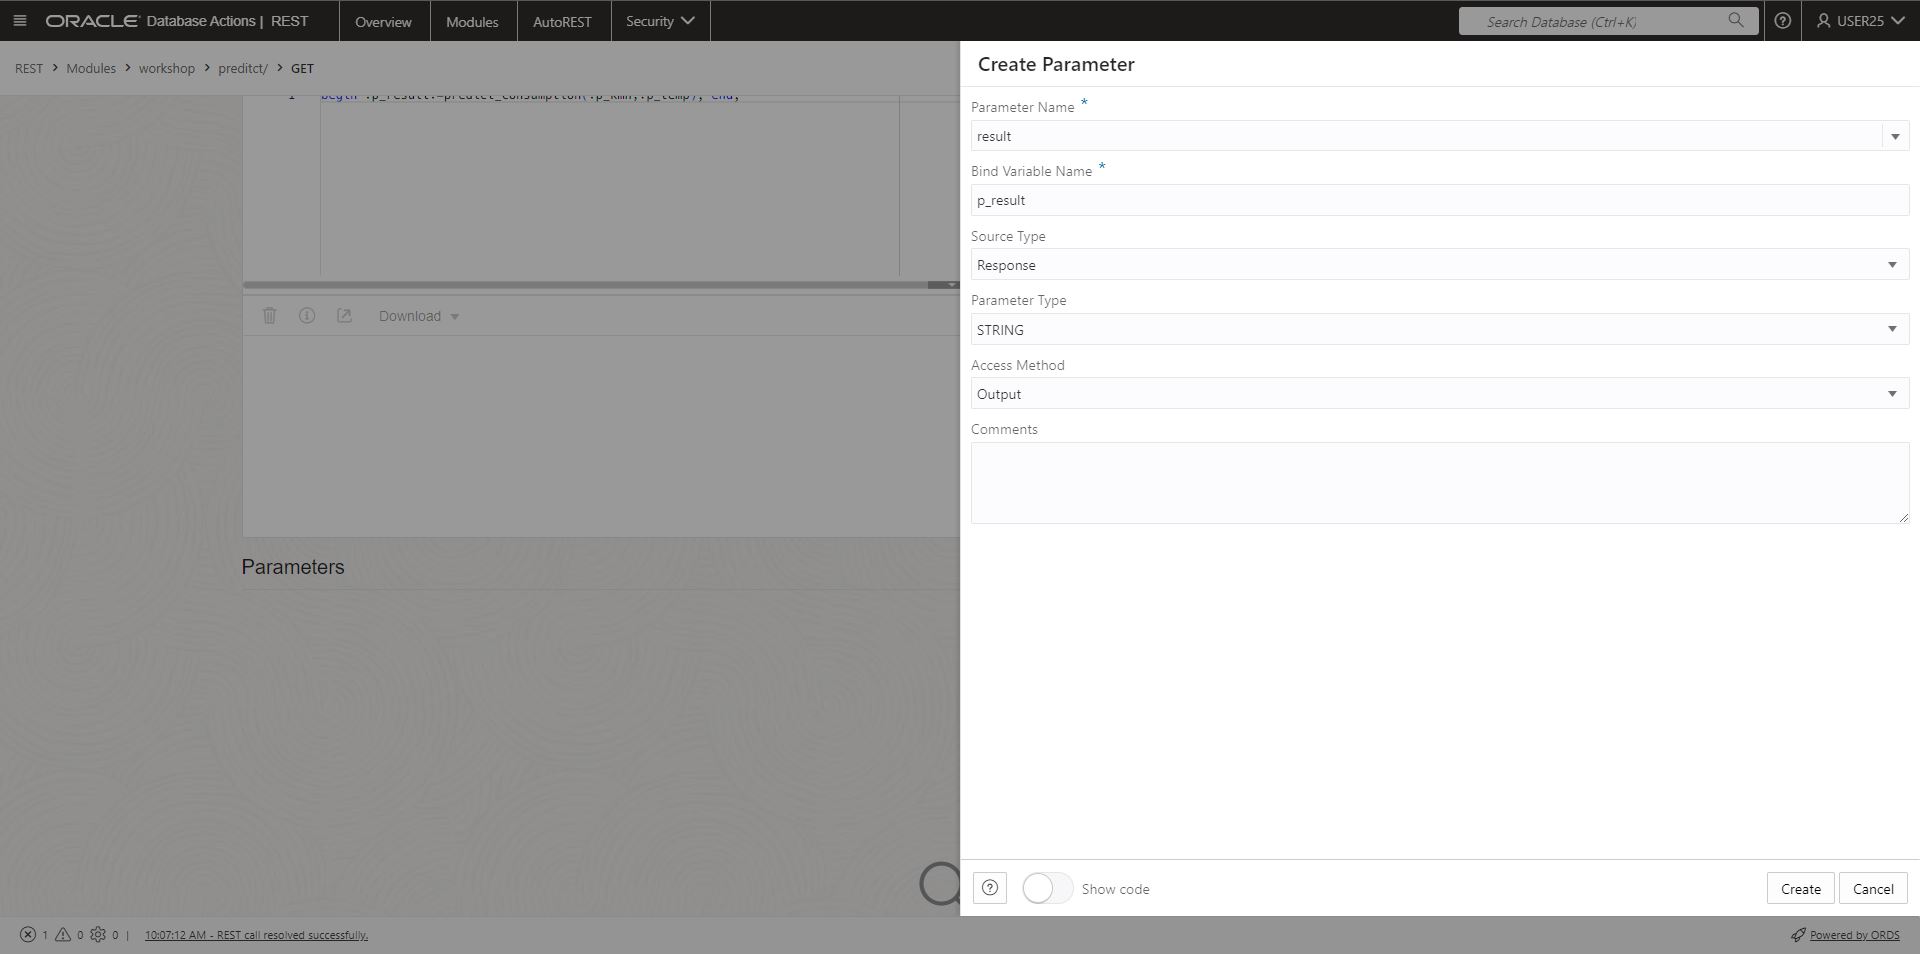 ORACLE Database Actions | REST Overview Modules AutoREST Security Search Database (Ctrl+K) USER25
REST > Modules > workshop > preditct/ > GET
1 begin :p_result:=predict_consumption(:p_kmh,:p_temp); end;
Download
Parameters
Create Parameter
Parameter Name *
result
Bind Variable Name *
p_result
Source Type
Response
Parameter Type
STRING
Access Method
Output
Comments
Show code Create Cancel
1 0 0 | 10:07:12 AM - REST call resolved successfully. Powered by ORDS